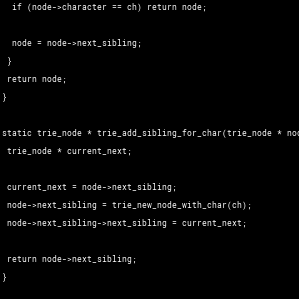 if (node->character == ch) return node;
node = node->next_sibling;
}
return node;
}
static trie_node * trie_add_sibling_for_char(trie_node *
trie_node * current_next;
current_next = node->next_sibling;
node->next_sibling = trie_new_node_with_char(ch);
node->next_sibling->next_sibling = current_next;
return node->next_sibling;
}